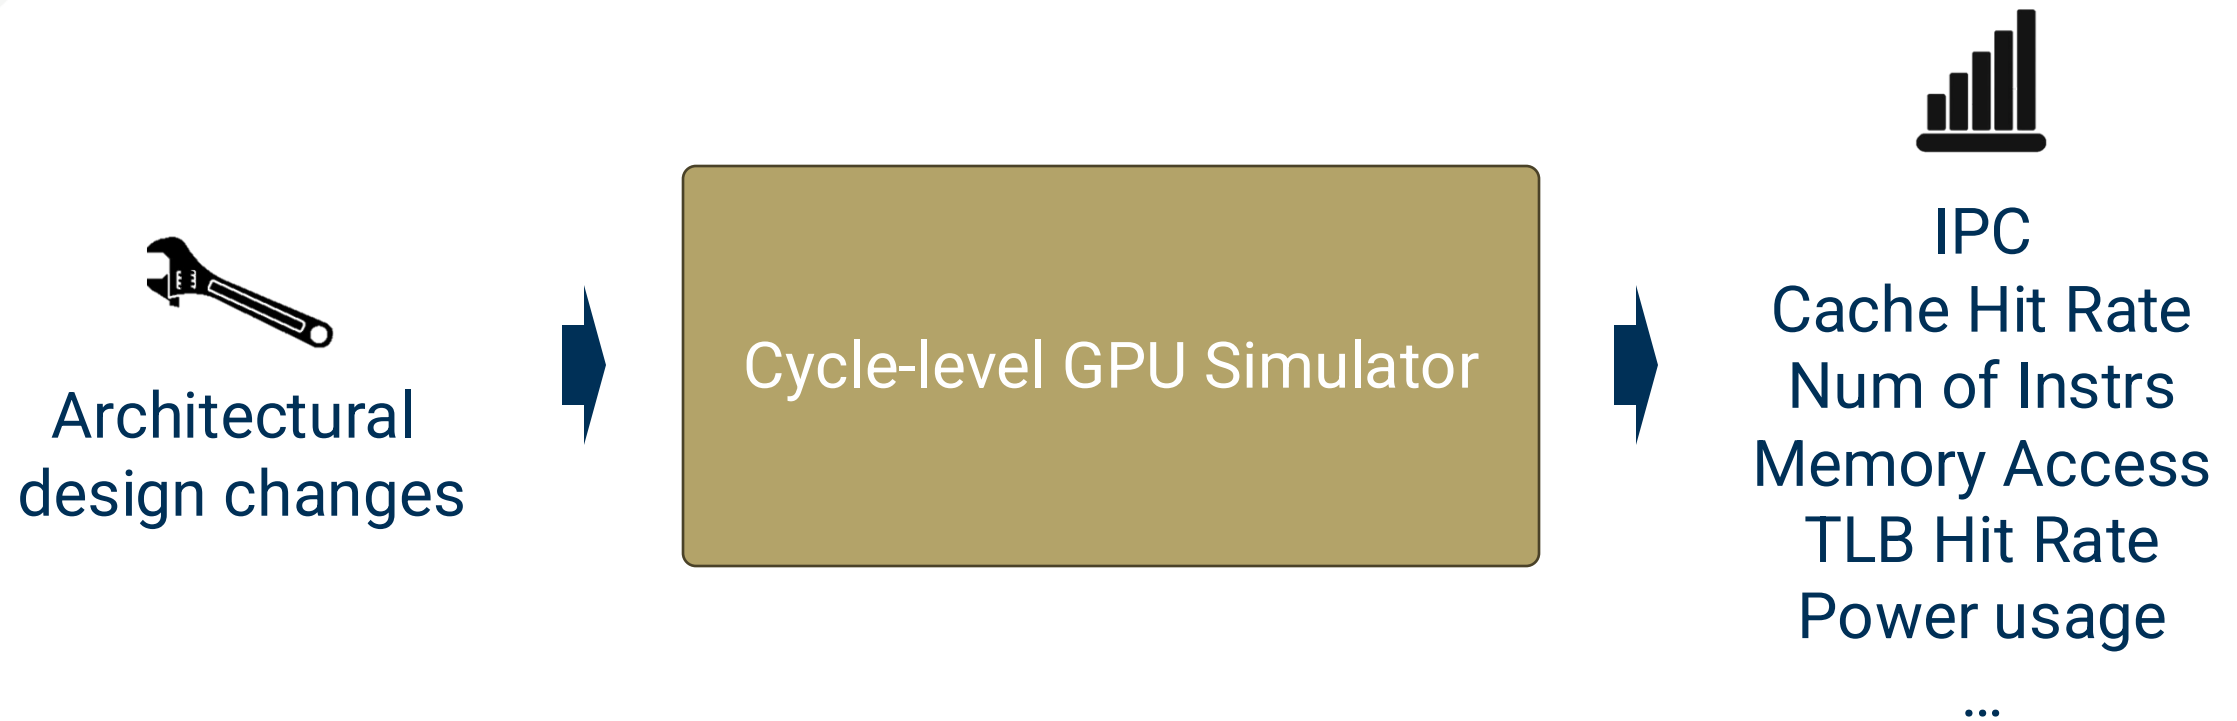 Architectural
design changes
Cycle-level GPU Simulator
IPC
Cache Hit Rate
Num of Instrs
Memory Access
TLB Hit Rate
Power usage
...